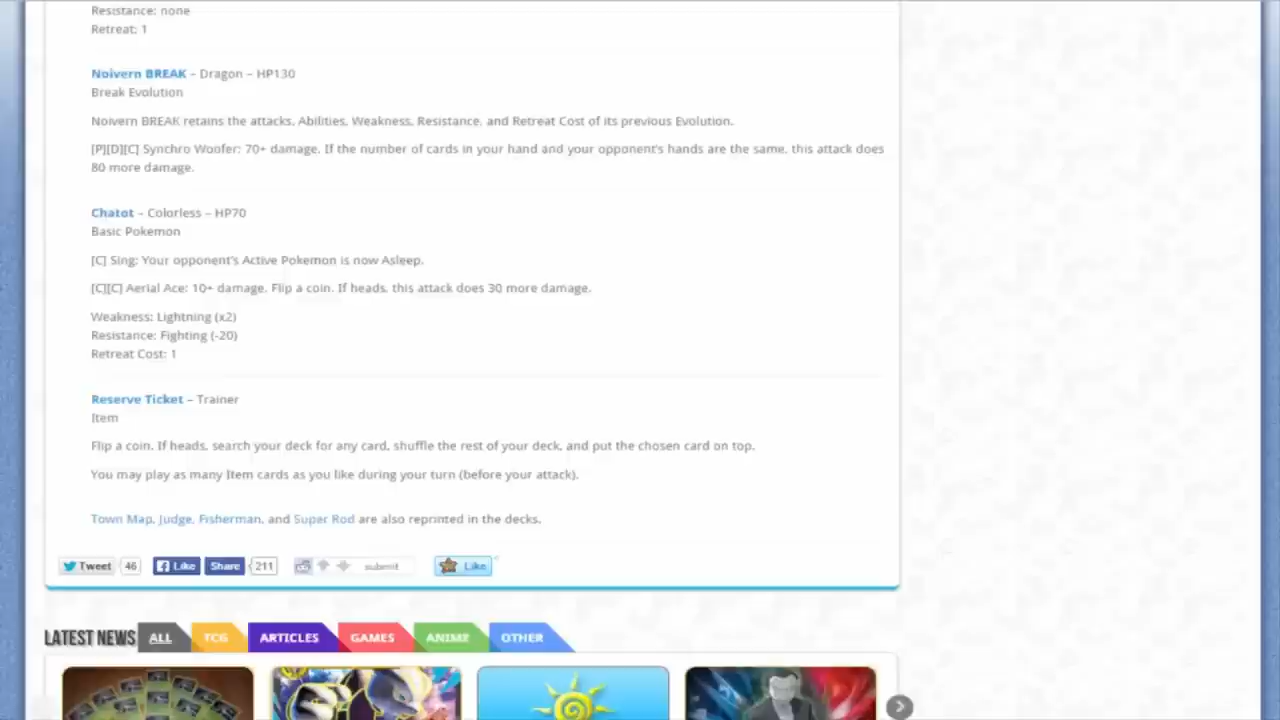 Resistance: none
Retreat: 1
Noivern BREAK – Dragon – HP130
Break Evolution
Noivern BREAK retains the attacks, Abilities, Weakness, Resistance, and Retreat Cost of its previous Evolution.
[P][D][C] Synchro Woofer: 70+ damage. If the number of cards in your hand and your opponent's hands are the same, this attack does
80 more damage.
Chatot – Colorless – HP70
Basic Pokemon
[C] Sing: Your opponent's Active Pokemon is now Asleep.
[C][C] Aerial Ace: 10+ damage. Flip a coin. If heads, this attack does 30 more damage.
Weakness: Lightning (x2)
Resistance: Fighting (-20)
Retreat Cost: 1
Reserve Ticket – Trainer
Item
Flip a coin. If heads, search your deck for any card, shuffle the rest of your deck, and put the chosen card on top.
You may play as many Item cards as you like during your turn (before your attack).
Town Map, Judge, Fisherman, and Super Rod are also reprinted in the decks.
Tweet 46 Like Share 211 submit Like
LATEST NEWS ALL TCG ARTICLES GAMES ANIME OTHER